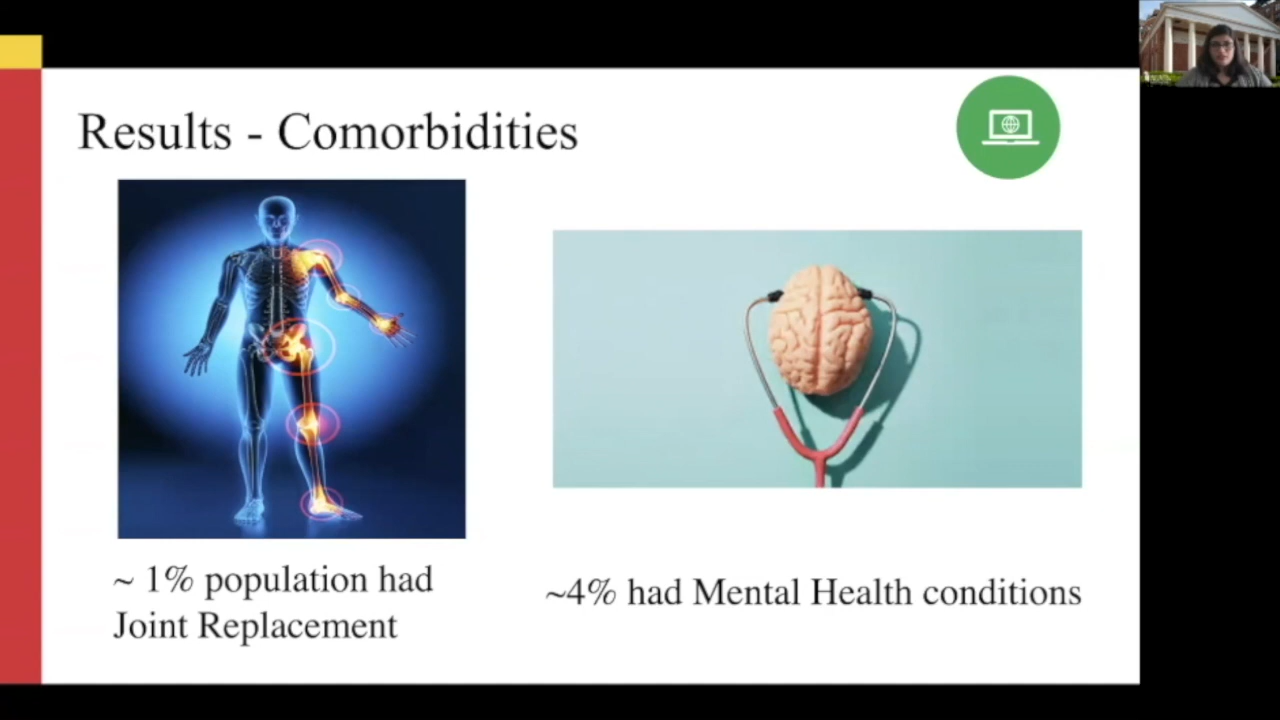 Results - Comorbidities
~ 1% population had
Joint Replacement
~4% had Mental Health conditions